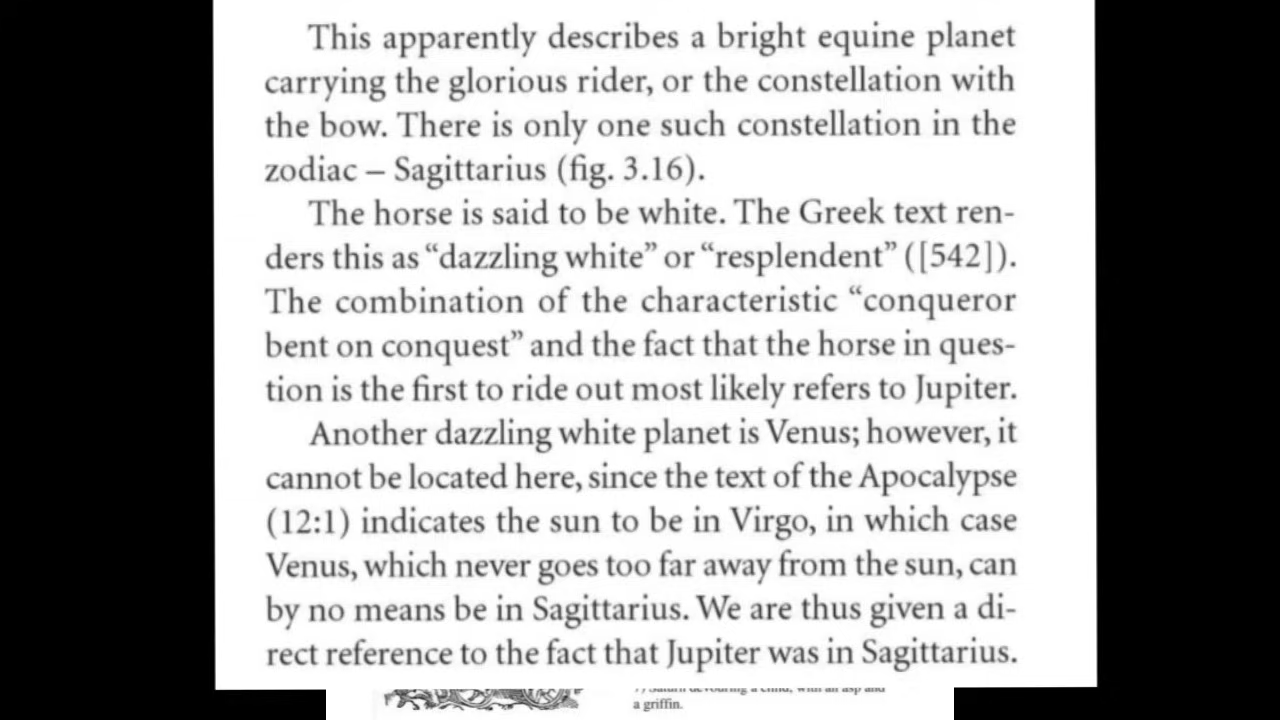 This apparently describes a bright equine planet
carrying the glorious rider, or the constellation with
the bow. There is only one such constellation in the
zodiac – Sagittarius (fig. 3.16).
The horse is said to be white. The Greek text ren-
ders this as “dazzling white” or “resplendent” ([542]).
The combination of the characteristic “conqueror
bent on conquest” and the fact that the horse in ques-
tion is the first to ride out most likely refers to Jupiter.
Another dazzling white planet is Venus; however, it
cannot be located here, since the text of the Apocalypse
(12:1) indicates the sun to be in Virgo, in which case
Venus, which never goes too far away from the sun, can
by no means be in Sagittarius. We are thus given a di-
rect reference to the fact that Jupiter was in Sagittarius.
devouring a child, with an asp and
a griffin.